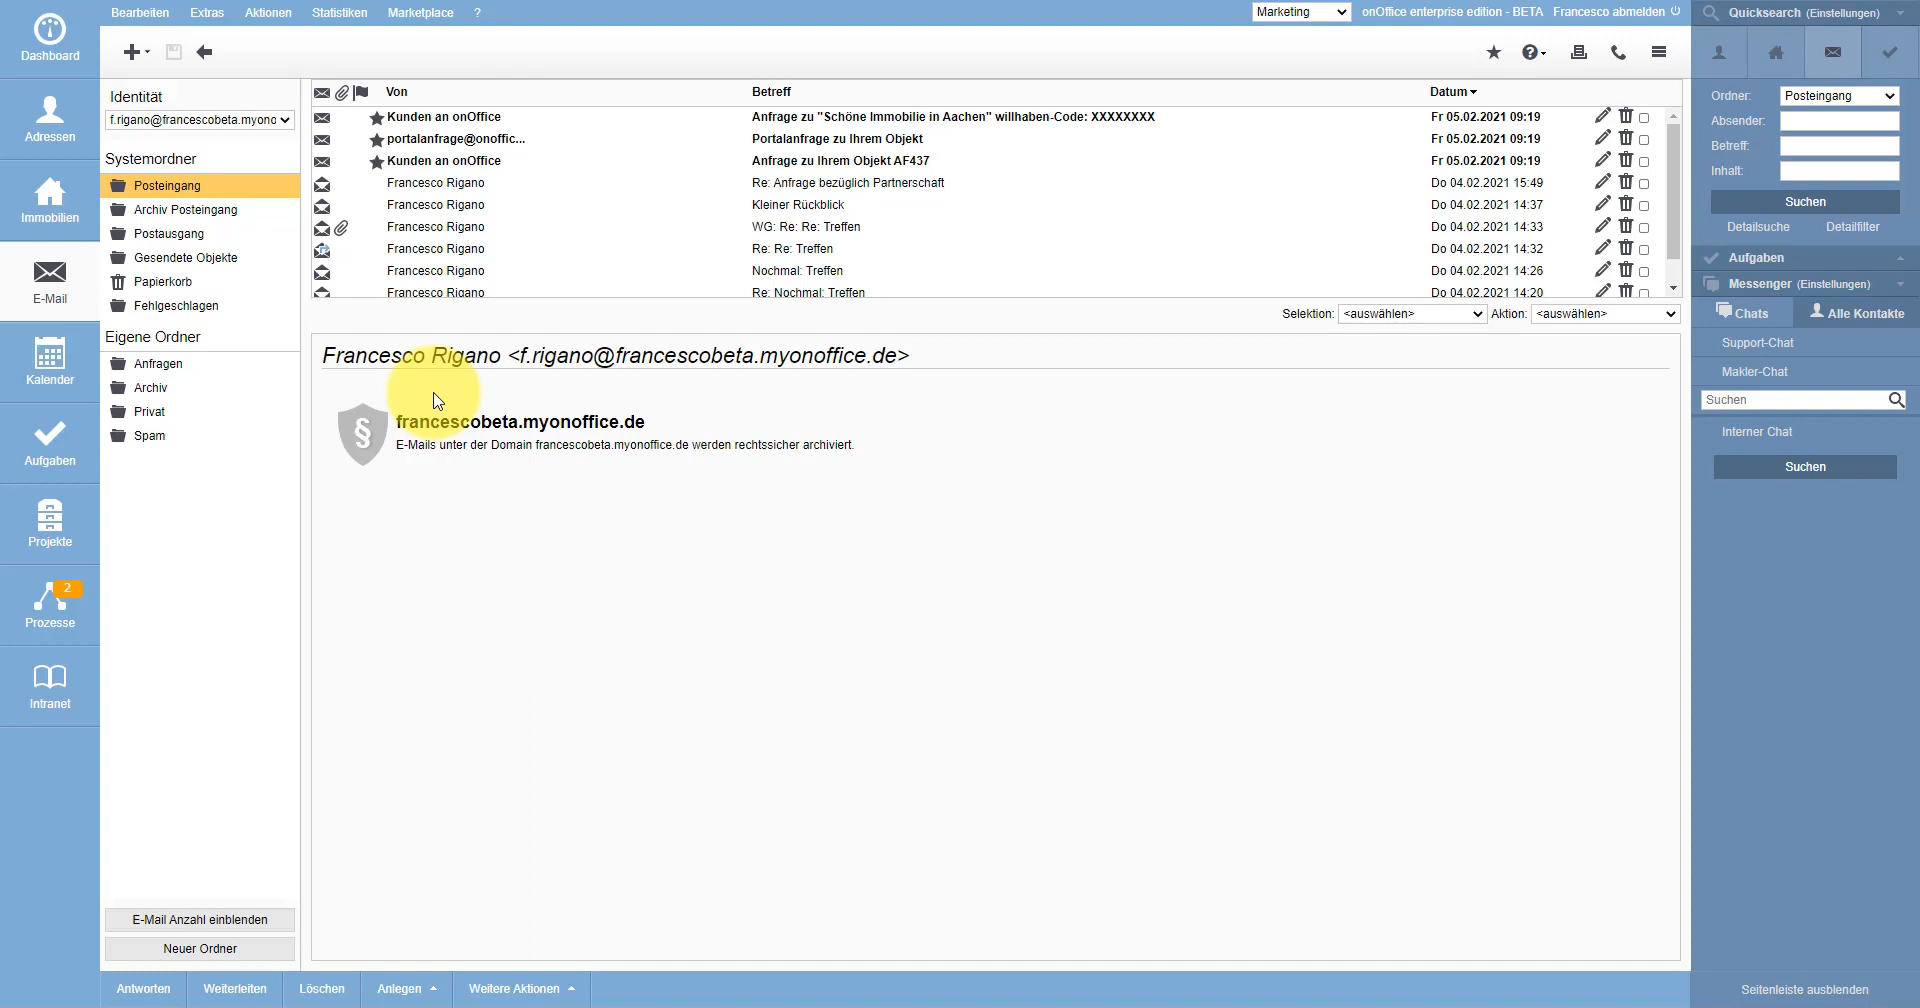 Bearbeiten Extras Aktionen Statistiken Marketplace ?
Marketing onOffice enterprise edition - BETA Francesco abmelden
Quicksearch (Einstellungen)
Dashboard
Adressen
Immobilien
E-Mail
Kalender
Aufgaben
Projekte
2
Prozesse
Intranet
Identität
f.rigano@francescobeta.myono
Systemordner
Posteingang
Archiv Posteingang
Postausgang
Gesendete Objekte
Papierkorb
Fehlgeschlagen
Eigene Ordner
Anfragen
Archiv
Privat
Spam
E-Mail Anzahl einblenden
Neuer Ordner
Von Betreff Datum
Kunden an onOffice Anfrage zu "Schöne Immobilie in Aachen" willhaben-Code: XXXXXXXX Fr 05.02.2021 09:19
portalanfrage@onoffic... Portalanfrage zu Ihrem Objekt Fr 05.02.2021 09:19
Kunden an onOffice Anfrage zu Ihrem Objekt AF437 Fr 05.02.2021 09:19
Francesco Rigano Re: Anfrage bezüglich Partnerschaft Do 04.02.2021 15:49
Francesco Rigano Kleiner Rückblick Do 04.02.2021 14:37
Francesco Rigano WG: Re: Re: Treffen Do 04.02.2021 14:33
Francesco Rigano Re: Re: Treffen Do 04.02.2021 14:32
Francesco Rigano Nochmal: Treffen Do 04.02.2021 14:26
Francesco Rigano Re: Nochmal: Treffen Do 04.02.2021 14:20
Selektion: <auswählen> Aktion: <auswählen>
Francesco Rigano <f.rigano@francescobeta.myonoffice.de>
§
francescobeta.myonoffice.de
E-Mails unter der Domain francescobeta.myonoffice.de werden rechtssicher archiviert.
Antworten Weiterleiten Löschen Anlegen Weitere Aktionen
Ordner: Posteingang
Absender:
Betreff:
Inhalt:
Suchen
Detailsuche Detailfilter
Aufgaben
Messenger (Einstellungen)
Chats Alle Kontakte
Support-Chat
Makler-Chat
Suchen
Interner Chat
Suchen
Seitenleiste ausblenden